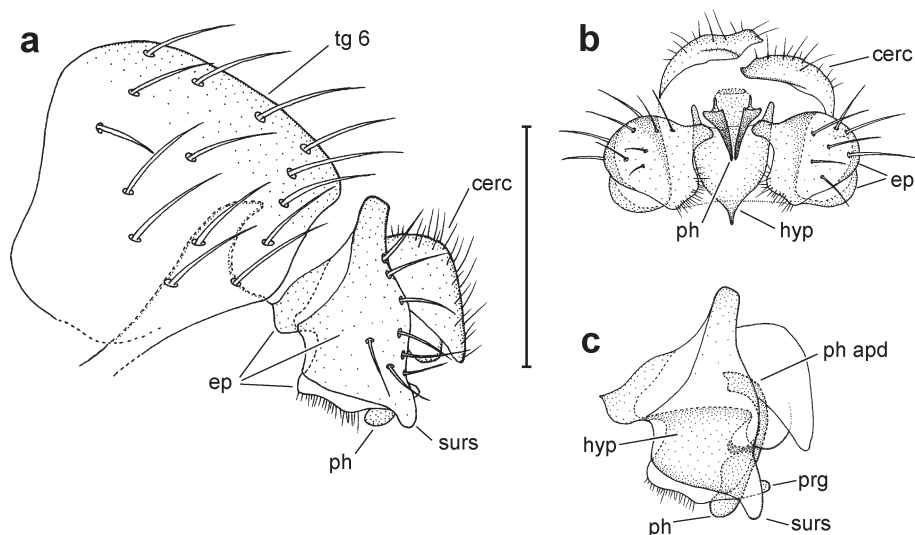 a
tg 6
cerc
ep
ph
surs
b
cerc
ep
ph
hyp
c
ph apd
hyp
prg
ph
surs